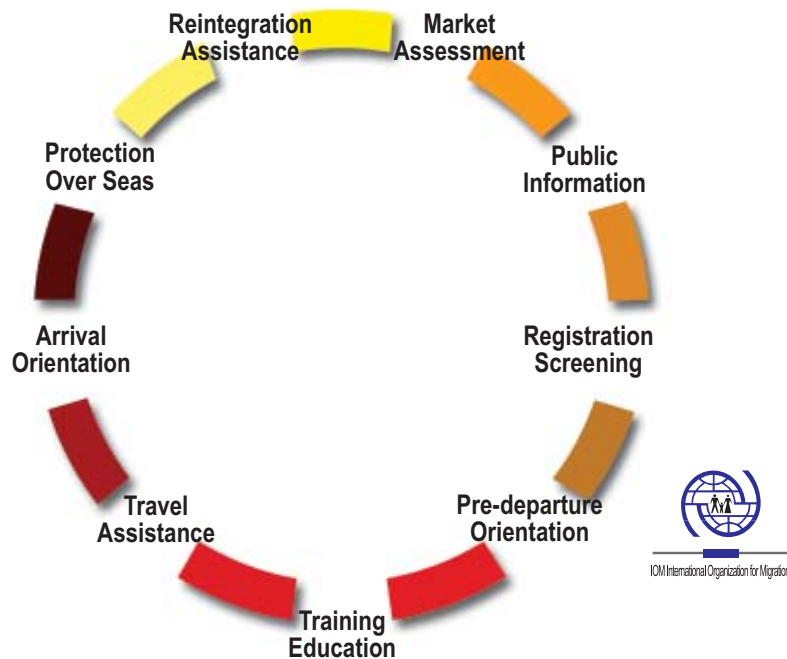 Reintegration
Assistance
Market
Assessment
Public
Information
Registration
Screening
Pre-departure
Orientation
Training
Education
Travel
Assistance
Arrival
Orientation
Protection
Over Seas
IOM International Organization for Migration